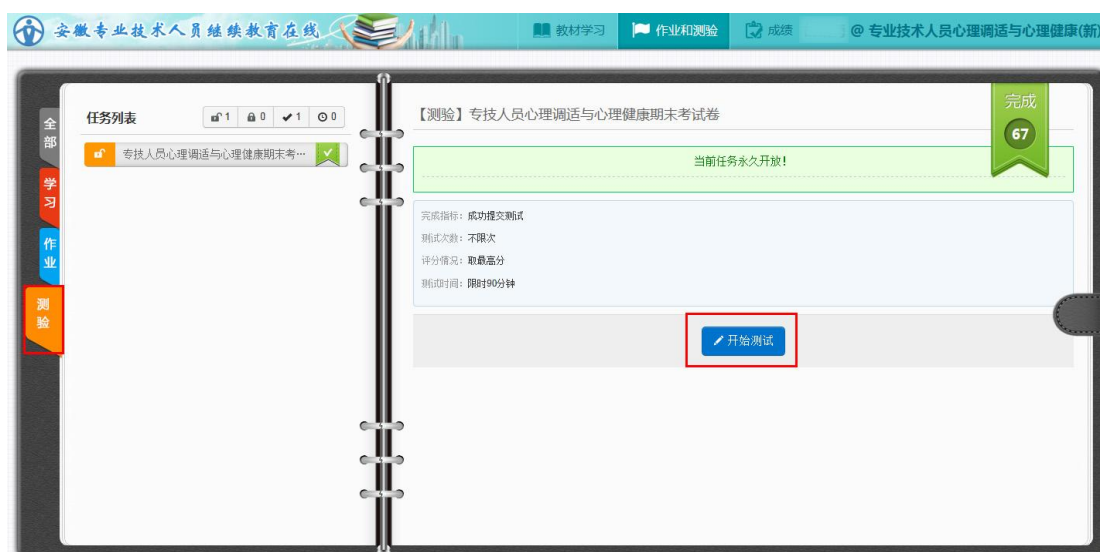 安徽专业技术人员继续教育在线
教材学习 作业和测验 成绩 @ 专业技术人员心理调适与心理健康(新)
全部
学习
作业
测验
任务列表 1 0 1 0
专技人员心理调适与心理健康期末考…
【测验】专技人员心理调适与心理健康期末考试卷
完成
67
当前任务永久开放!
完成指标: 成功提交测试
测试次数: 不限次
评分情况: 取最高分
测试时间: 限时90分钟
开始测试